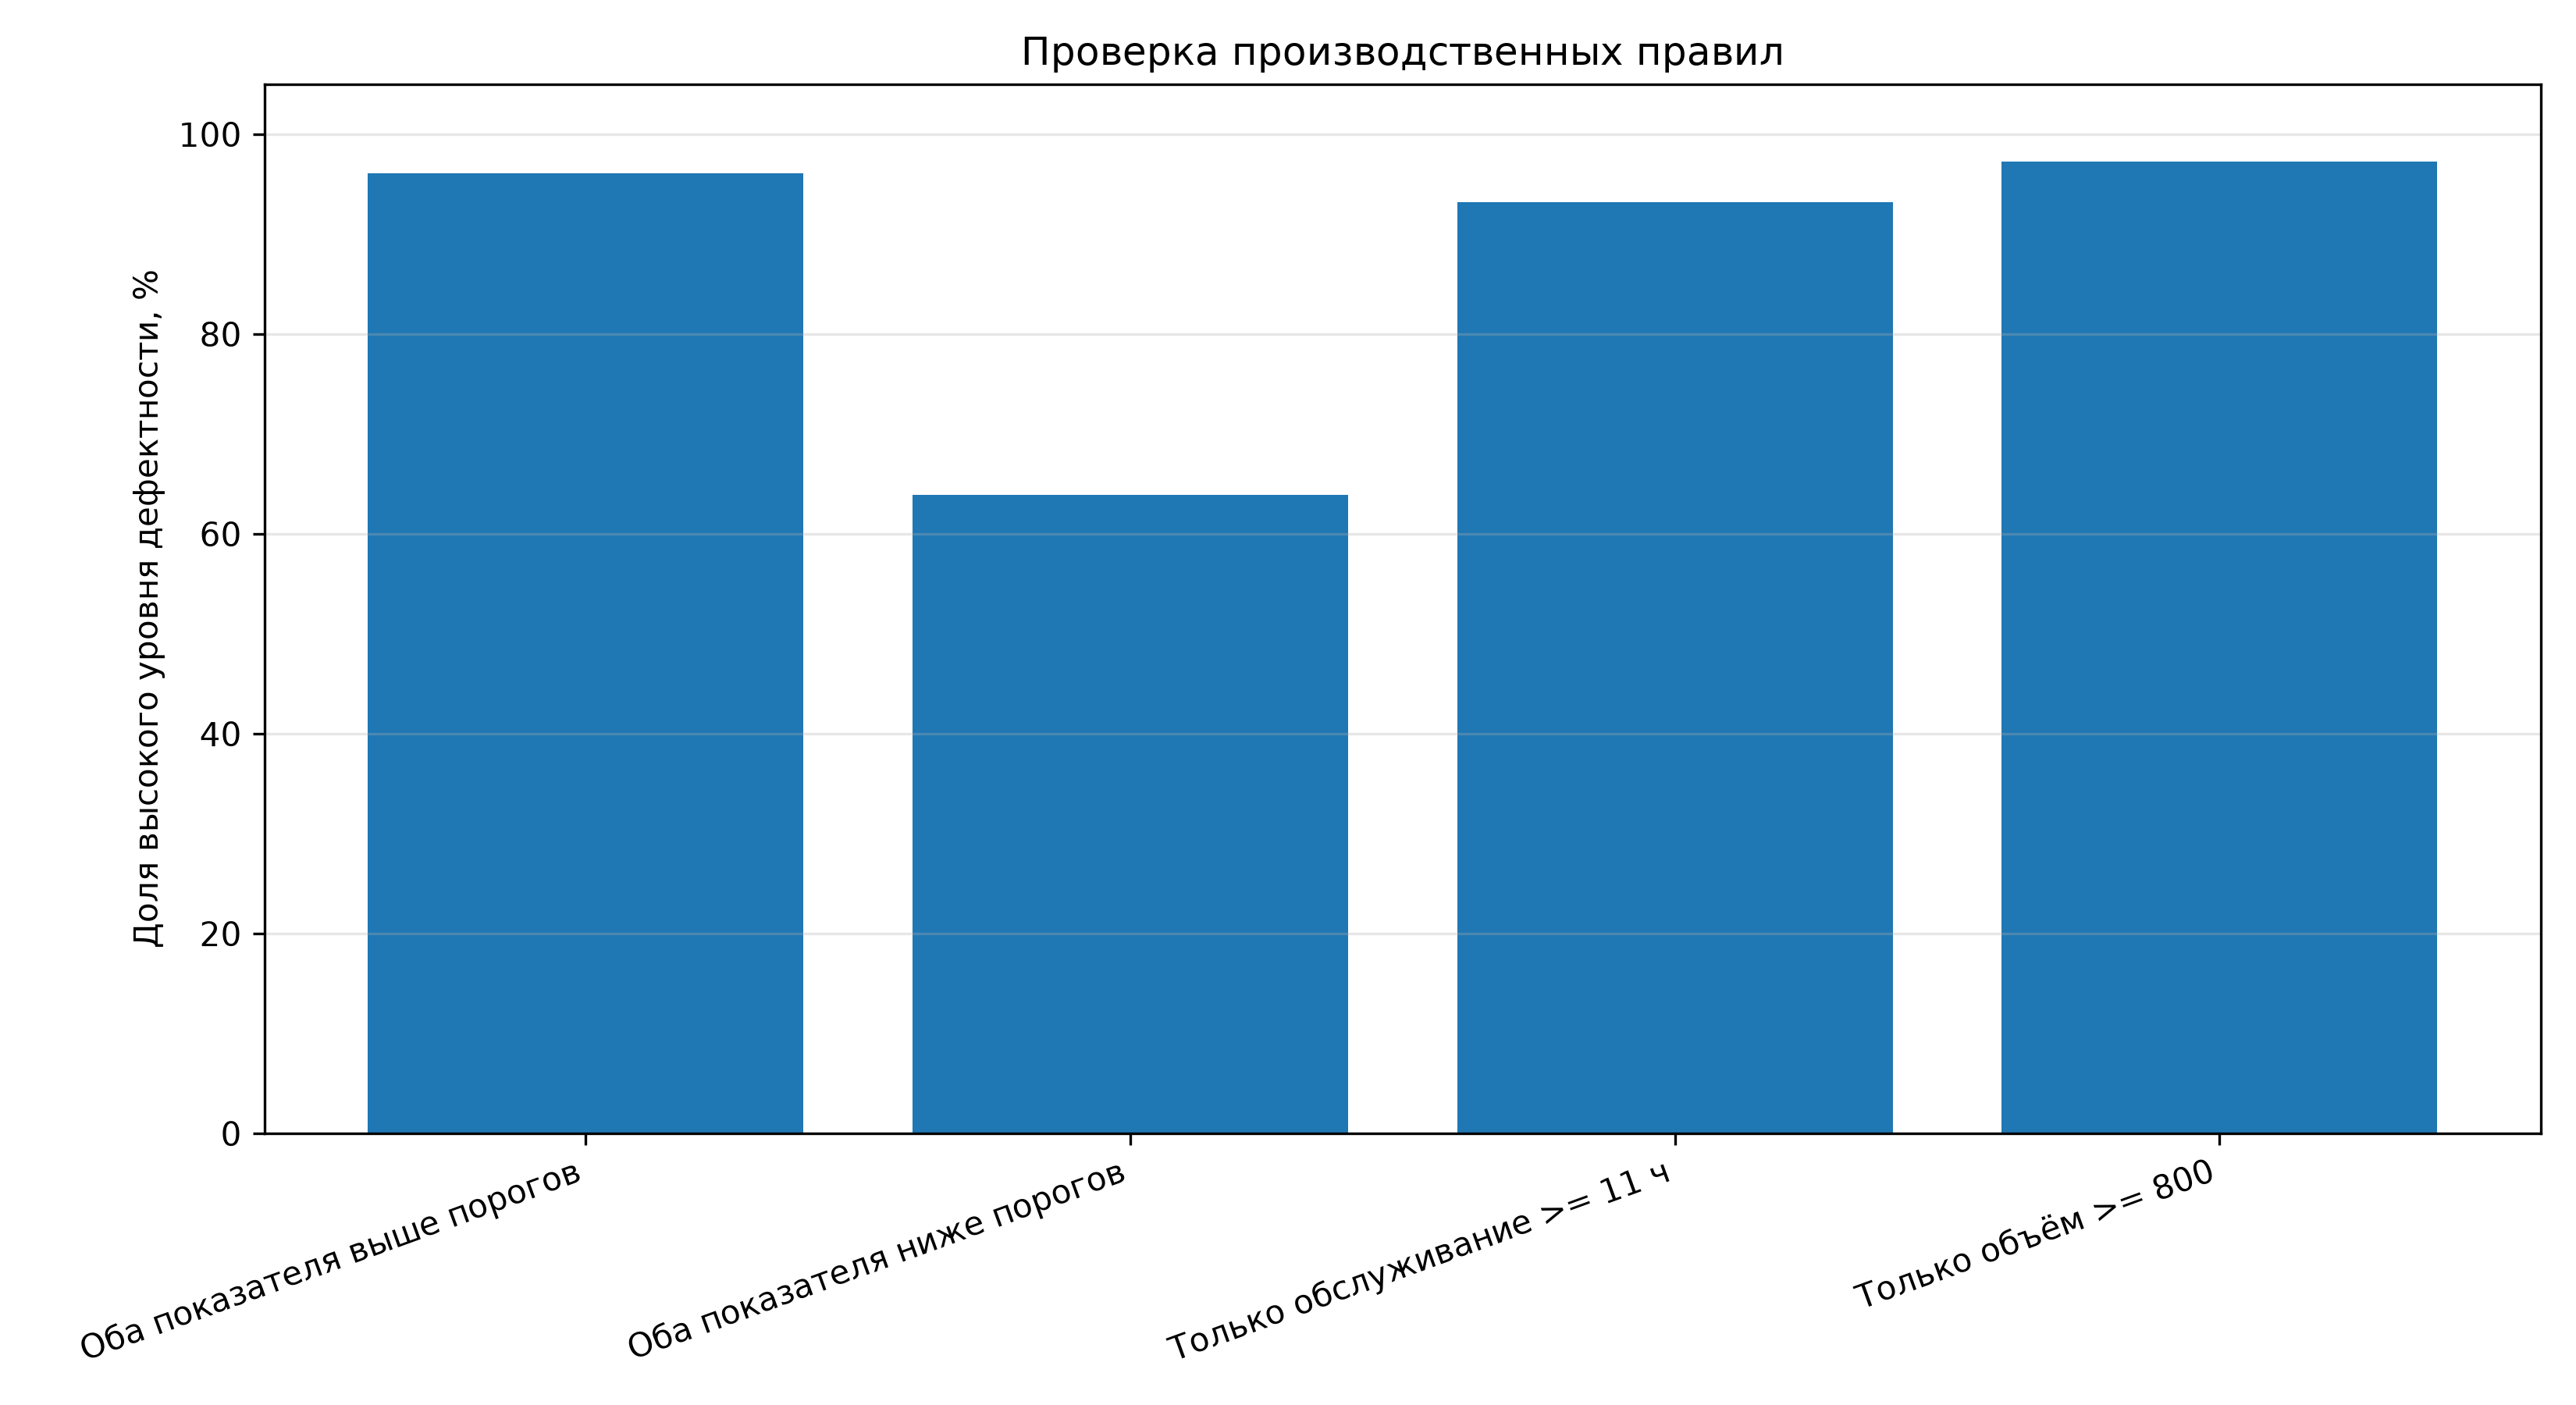 Проверка производственных правил
Доля высокого уровня дефектности, %
100
80
60
40
20
0
Оба показателя выше порогов
Оба показателя ниже порогов
Только обслуживание >= 11 ч
Только объём >= 800